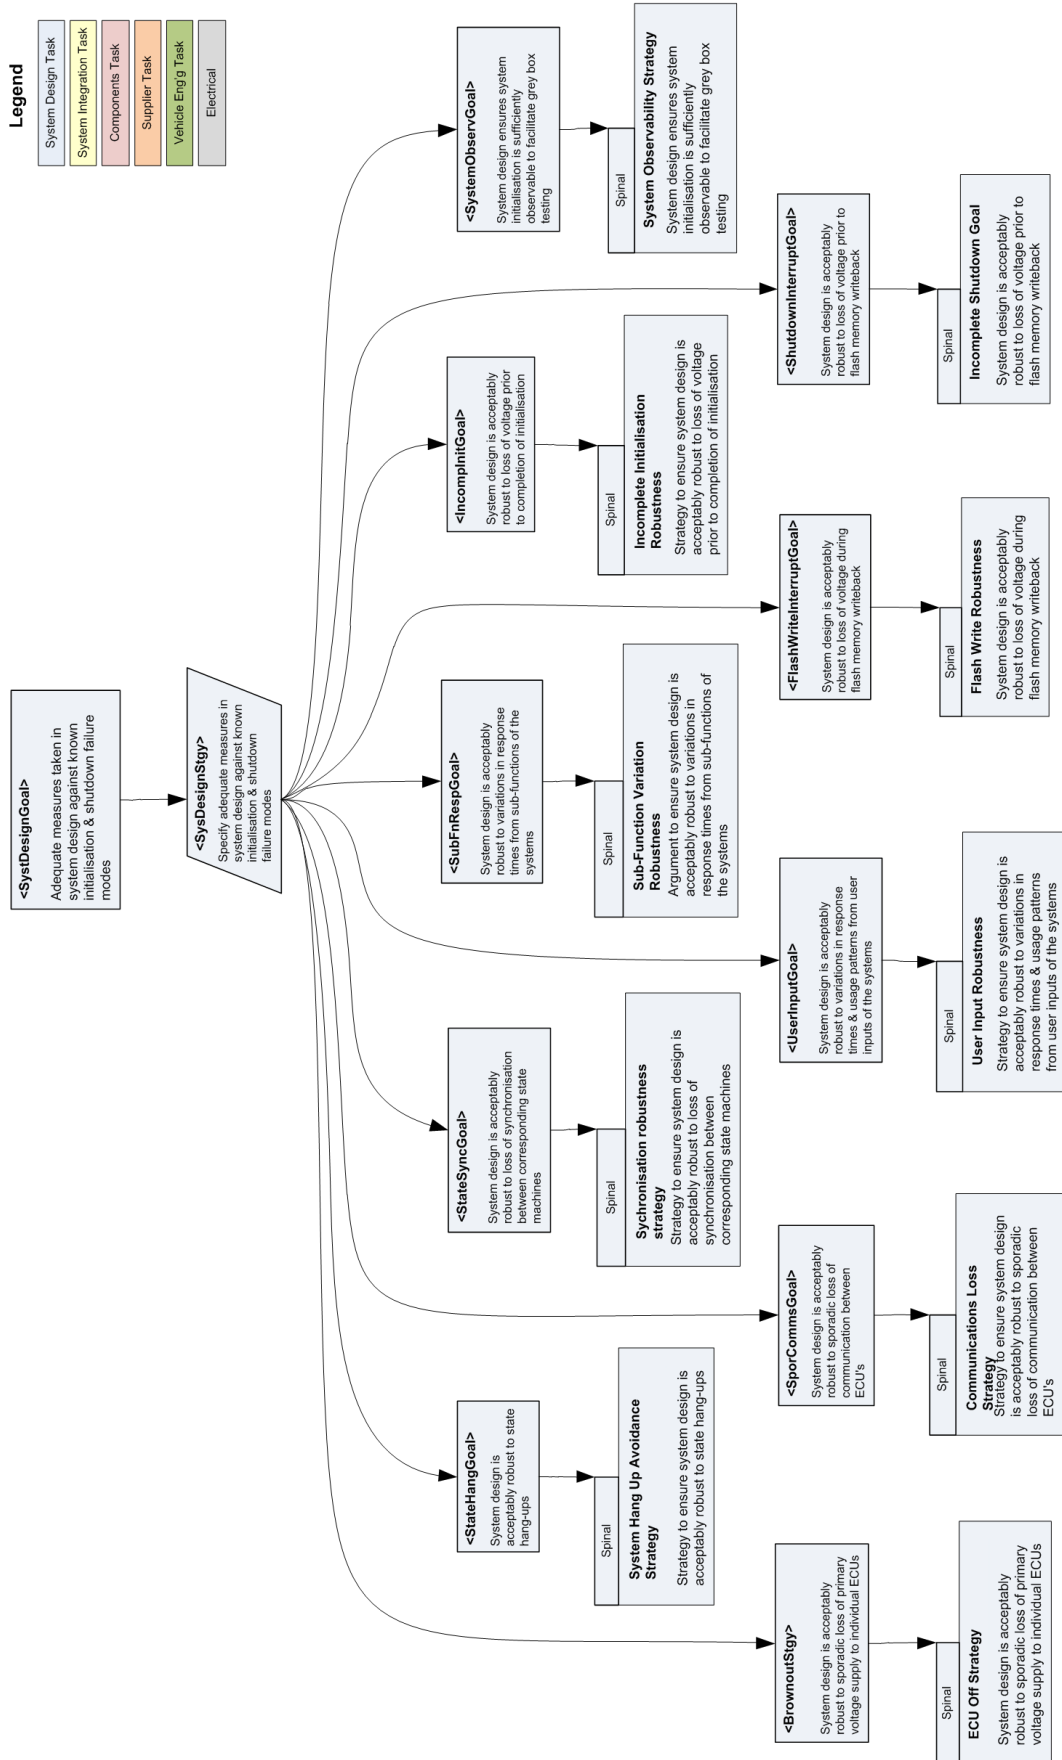 Legend
System Design Task
System Integration Task
Components Task
Supplier Task
Vehicle Eng'g Task
Electrical
<SystDesignGoal>
Adequate measures taken in
system design against known
initialisation & shutdown failure
modes
<SysDesignStgy>
Specify adequate measures in
system design against known
initialisation & shutdown
failure modes
<StateHangGoal>
System design is
acceptably robust to state
hang-ups
<StateSyncGoal>
System design is acceptably
robust to loss of synchronisation
between corresponding state
machines
<SubFnRespGoal>
System design is acceptably
robust to variations in response
times from sub-functions of the
systems
<IncompInitGoal>
System design is acceptably
robust to loss of voltage prior
to completion of initialisation
<SystemObservGoal>
System design ensures system
initialisation is sufficiently
observable to facilitate grey box
testing
Spinal
System Hang Up Avoidance
Strategy
Strategy to ensure system design is
acceptably robust to state hang-ups
Spinal
Sychronisation robustness
strategy
Strategy to ensure system design is
acceptably robust to loss of
synchronisation between
corresponding state machines
Spinal
Sub-Function Variation
Robustness
Argument to ensure system design is
acceptably robust to variations in
response times from sub-functions of
the systems
Spinal
Incomplete Initialisation
Robustness
Strategy to ensure system design is
acceptably robust to loss of voltage
prior to completion of initialisation
Spinal
System Observability Strategy
System design ensures system
initialisation is sufficiently
observable to facilitate grey box
testing
<BrownoutStgy>
System design is acceptably
robust to sporadic loss of primary
voltage supply to individual ECUs
<SporCommsGoal>
System design is acceptably
robust to sporadic loss of
communication between
ECU's
<UserInputGoal>
System design is acceptably
robust to variations in response
times & usage patterns from user
inputs of the systems
<FlashWriteInterruptGoal>
System design is acceptably
robust to loss of voltage during
flash memory writeback
<ShutdownInterruptGoal>
System design is acceptably
robust to loss of voltage prior to
flash memory writeback
Spinal
ECU Off Strategy
System design is acceptably
robust to sporadic loss of primary
voltage supply to individual ECUs
Spinal
Communications Loss
Strategy
Strategy to ensure system design
is acceptably robust to sporadic
loss of communication between
ECU's
Spinal
User Input Robustness
Strategy to ensure system design is
acceptably robust to variations in
response times & usage patterns
from user inputs of the systems
Spinal
Flash Write Robustness
System design is acceptably
robust to loss of voltage during
flash memory writeback
Spinal
Incomplete Shutdown Goal
System design is acceptably
robust to loss of voltage prior to
flash memory writeback